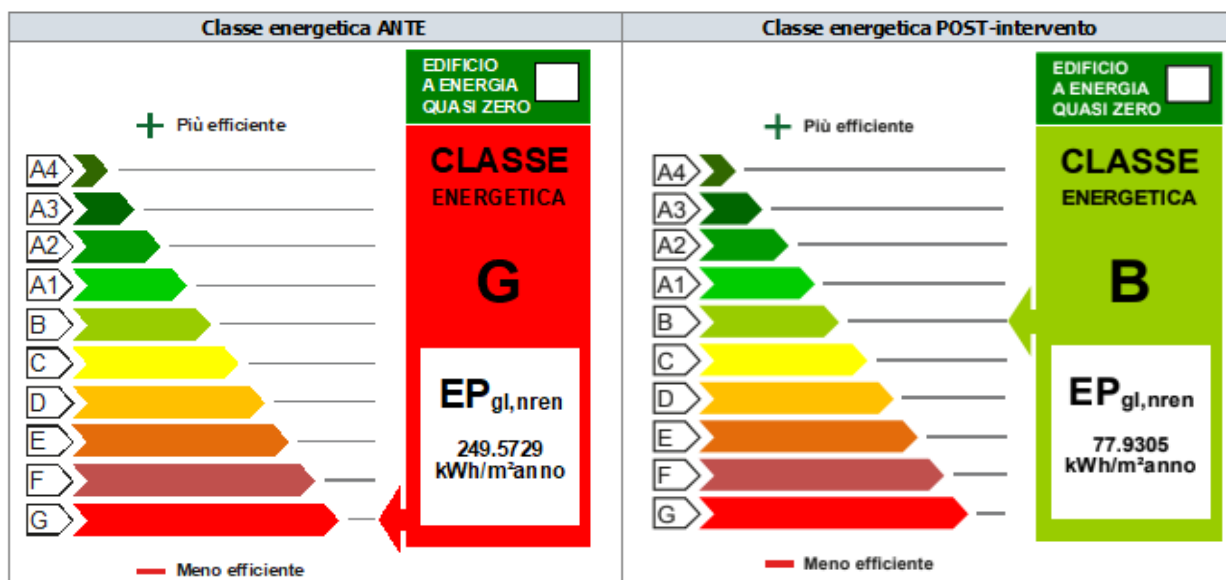 Classe energetica ANTE
EDIFICIO
A ENERGIA
QUASI ZERO
Più efficiente
A4
A3
A2
A1
B
C
D
E
F
G
Meno efficiente
CLASSE
ENERGETICA
G
EPgl,nren
249.5729
kWh/m²anno
Classe energetica POST-intervento
EDIFICIO
A ENERGIA
QUASI ZERO
Più efficiente
A4
A3
A2
A1
B
C
D
E
F
G
Meno efficiente
CLASSE
ENERGETICA
B
EPgl,nren
77.9305
kWh/m²anno